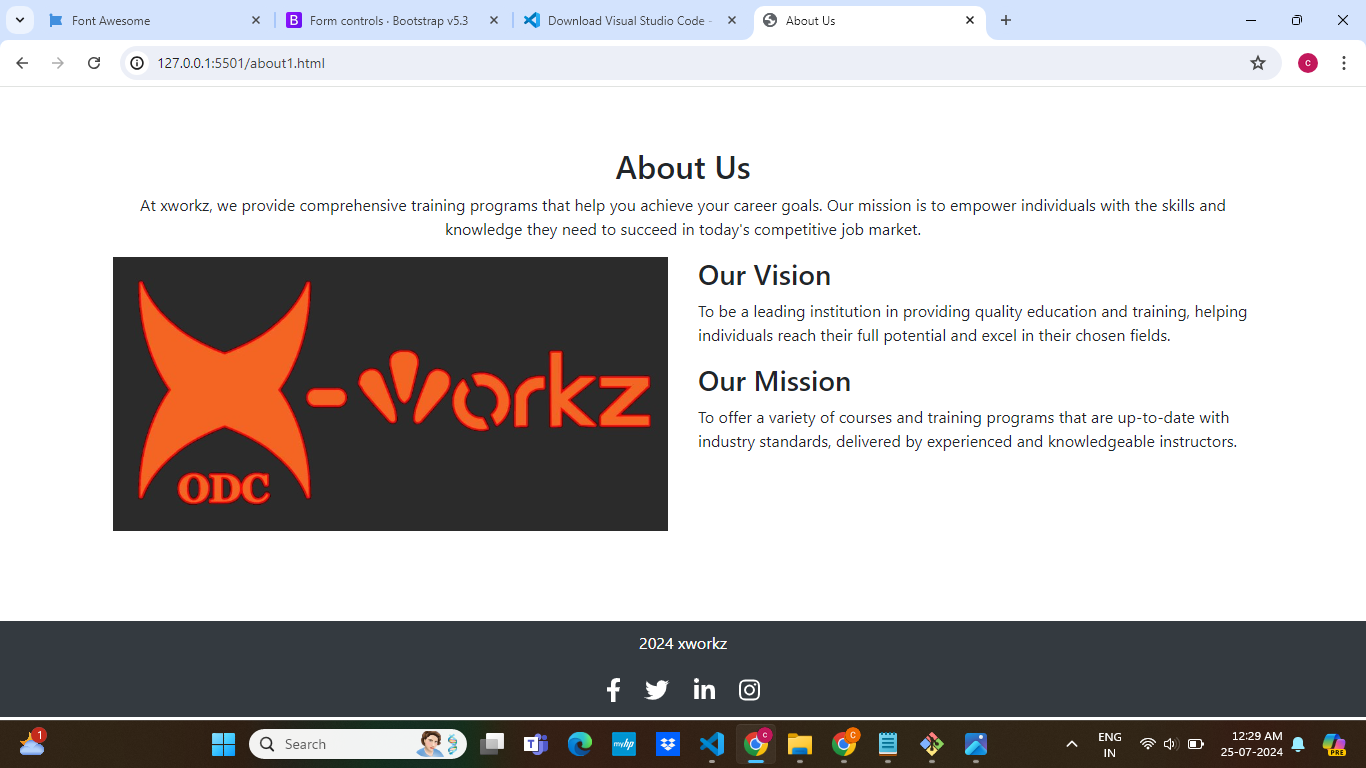 Font Awesome
Form controls · Bootstrap v5.3
Download Visual Studio Code -
About Us
127.0.0.1:5501/about1.html
c
About Us
At xworkz, we provide comprehensive training programs that help you achieve your career goals. Our mission is to empower individuals with the skills and
knowledge they need to succeed in today's competitive job market.
X-workz
ODC
Our Vision
To be a leading institution in providing quality education and training, helping
individuals reach their full potential and excel in their chosen fields.
Our Mission
To offer a variety of courses and training programs that are up-to-date with
industry standards, delivered by experienced and knowledgeable instructors.
2024 xworkz
1
Search
myhp
c
C
ENG
IN
12:29 AM
25-07-2024
PRE